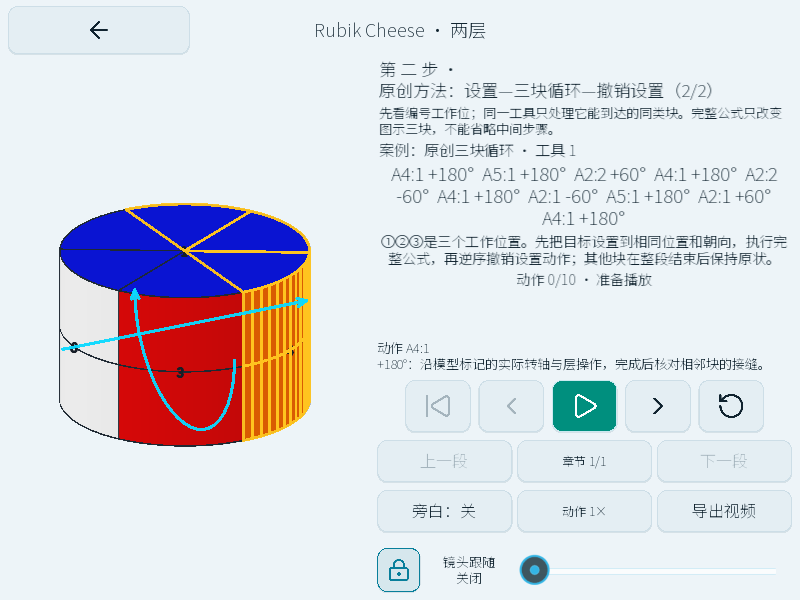 Rubik Cheese · 两层
第 二 步 ·
原创方法：设置—三块循环—撤销设置（2/2）
先看编号工作位；同一工具只处理它能到达的同类块。完整公式只改变
图示三块，不能省略中间步骤。
案例：原创三块循环 · 工具 1
A4:1 +180° A5:1 +180° A2:2 +60° A4:1 +180° A2:2
-60° A4:1 +180° A2:1 -60° A5:1 +180° A2:1 +60°
A4:1 +180°
①②③是三个工作位置。先把目标设置到相同位置和朝向，执行完
整公式，再逆序撤销设置动作；其他块在整段结束后保持原状。
动作 0/10 · 准备播放
3
动作 A4:1
+180°：沿模型标记的实际转轴与层操作，完成后核对相邻块的接缝。
上一段
章节 1/1
下一段
旁白：关
动作 1×
导出视频
镜头跟随
关闭